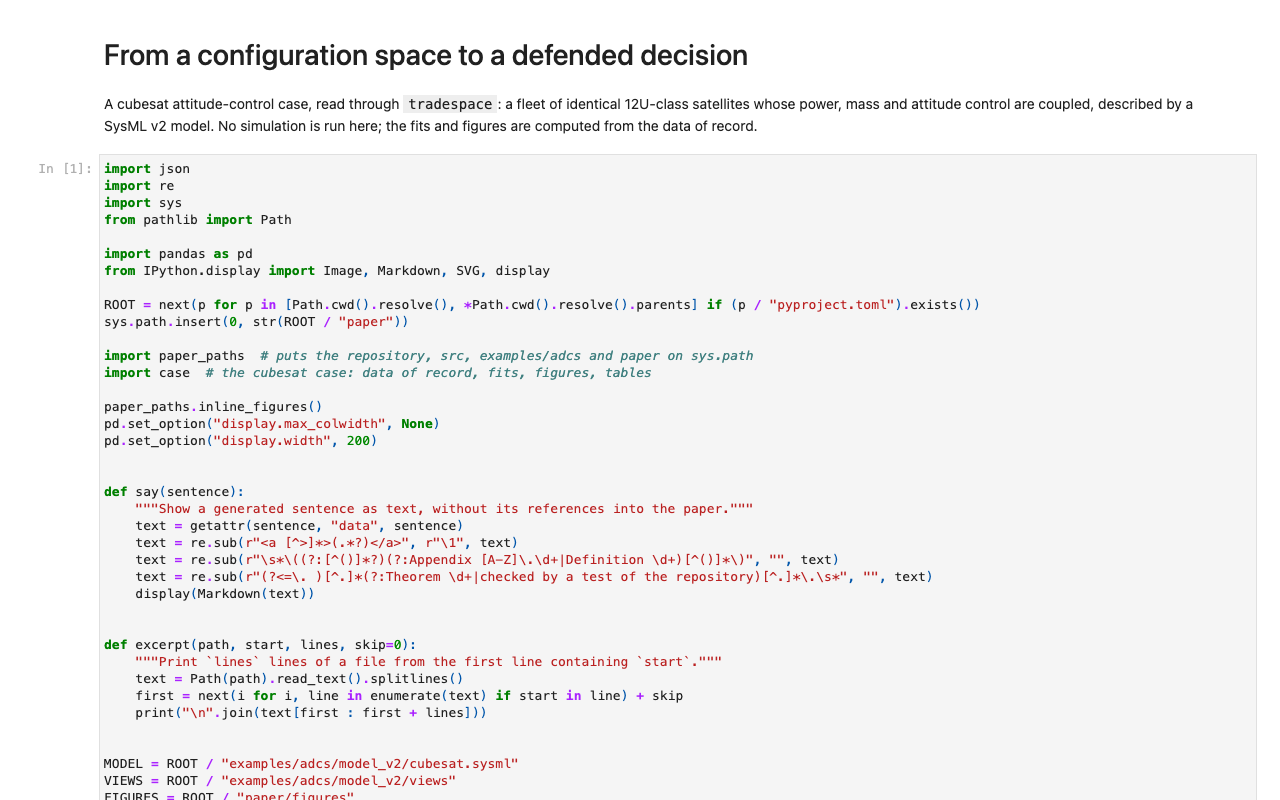 From a configuration space to a defended decision
A cubesat attitude-control case, read through tradespace : a fleet of identical 12U-class satellites whose power, mass and attitude control are coupled, described by a
SysML v2 model. No simulation is run here; the fits and figures are computed from the data of record.
In [1]:
import json
import re
import sys
from pathlib import Path

import pandas as pd
from IPython.display import Image, Markdown, SVG, display

ROOT = next(p for p in [Path.cwd().resolve(), *Path.cwd().resolve().parents] if (p / "pyproject.toml").exists())
sys.path.insert(0, str(ROOT / "paper"))

import paper_paths  # puts the repository, src, examples/adcs and paper on sys.path
import case  # the cubesat case: data of record, fits, figures, tables

paper_paths.inline_figures()
pd.set_option("display.max_colwidth", None)
pd.set_option("display.width", 200)


def say(sentence):
    """Show a generated sentence as text, without its references into the paper."""
    text = getattr(sentence, "data", sentence)
    text = re.sub(r"<a [^>]*>(.*?)</a>", r"\1", text)
    text = re.sub(r"\s*\((?:[^()]*?)(?:Appendix [A-Z]\.\d+|Definition \d+)[^()]*\)", "", text)
    text = re.sub(r"(?<=\. )[^.]*(?:Theorem \d+|checked by a test of the repository)[^.]*\.\s*", "", text)
    display(Markdown(text))


def excerpt(path, start, lines, skip=0):
    """Print `lines` lines of a file from the first line containing `start`."""
    text = Path(path).read_text().splitlines()
    first = next(i for i, line in enumerate(text) if start in line) + skip
    print("\n".join(text[first : first + lines]))


MODEL = ROOT / "examples/adcs/model_v2/cubesat.sysml"
VIEWS = ROOT / "examples/adcs/model_v2/views"
FIGURES = ROOT / "paper/figures"